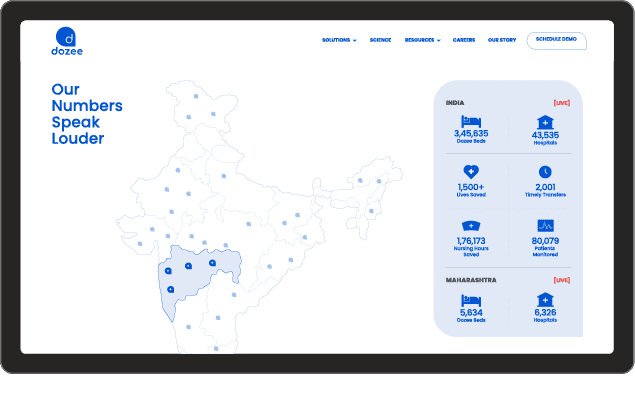 dozee
SOLUTIONS
SCIENCE
RESOURCES
CAREERS
OUR STORY
SCHEDULE DEMO
Our
Numbers
Speak
Louder
INDIA
[LIVE]
3,45,635
Dozee Beds
43,535
Hospitals
1,500+
Lives Saved
2,001
Timely Transfers
1,76,173
Nursing Hours
Saved
80,079
Patients
Monitored
MAHARASHTRA
[LIVE]
5,634
Dozee Beds
6,326
Hospitals